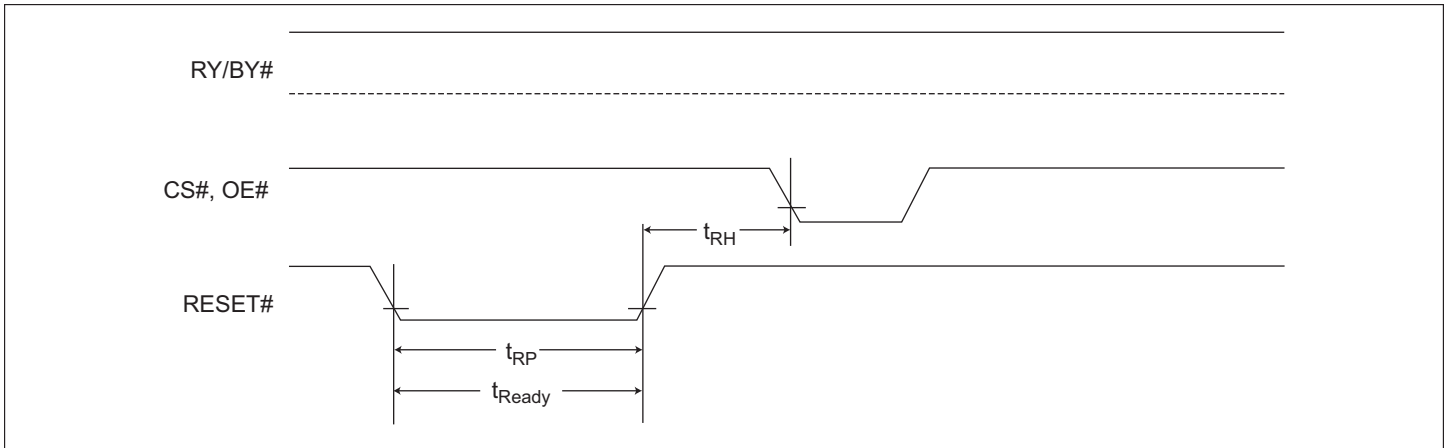 RY/BY#
CS#, OE#
tRH
RESET#
tRP
tReady